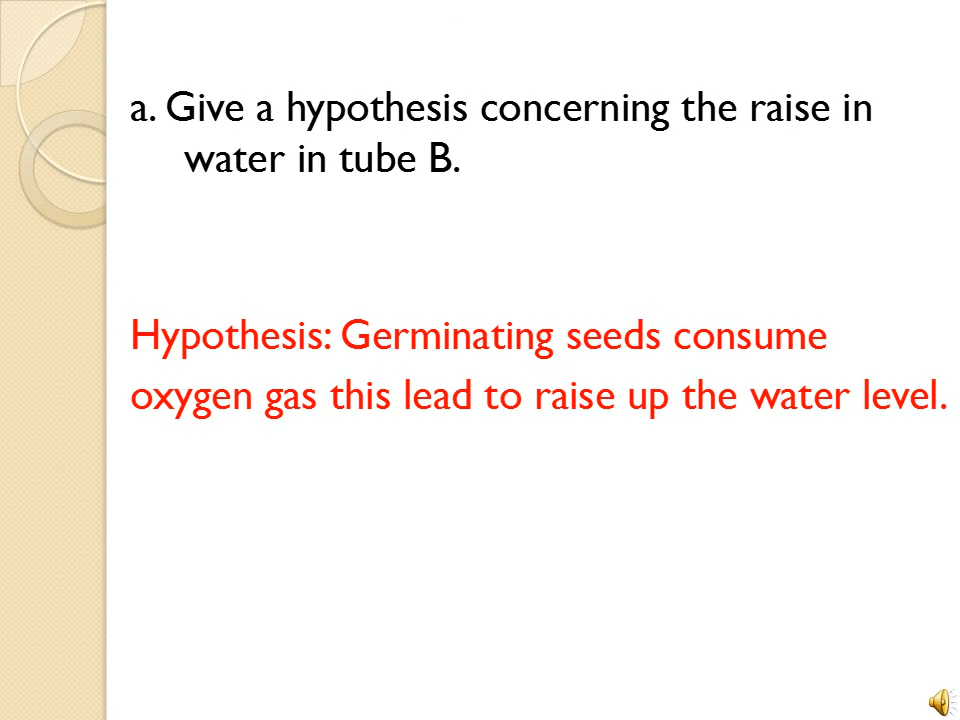 a. Give a hypothesis concerning the raise in
water in tube B.
Hypothesis: Germinating seeds consume
oxygen gas this lead to raise up the water level.